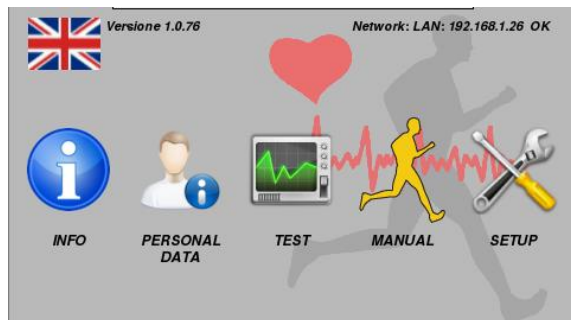 Versione 1.0.76
Network: LAN: 192.168.1.26 OK
INFO
PERSONAL
DATA
TEST
MANUAL
SETUP